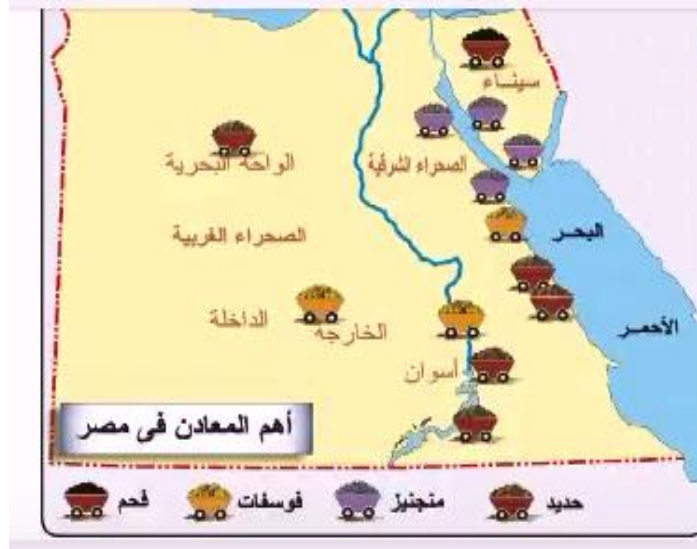 سيناء
الواحة البحرية
الصحراء الشرقية
الصحراء الغربية
البحر
الداخلة
الخارجه
الأحمر
أسوان
أهم المعادن فى مصر
حديد
منجنيز
فوسفات
فحم